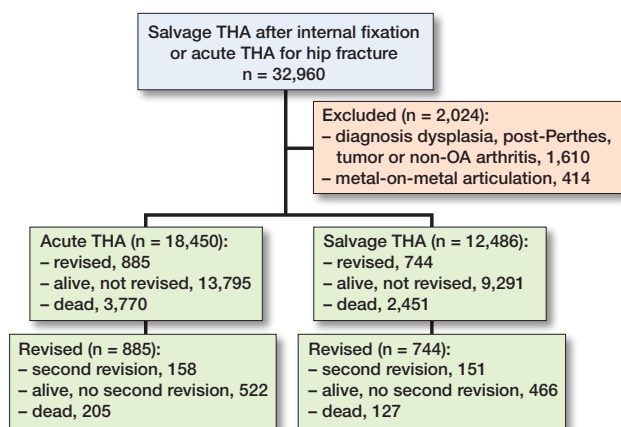 Salvage THA after internal fixation
or acute THA for hip fracture
n = 32,960
Excluded (n = 2,024):
– diagnosis dysplasia, post-Perthes,
tumor or non-OA arthritis, 1,610
– metal-on-metal articulation, 414
Acute THA (n = 18,450):
– revised, 885
– alive, not revised, 13,795
– dead, 3,770
Salvage THA (n = 12,486):
– revised, 744
– alive, not revised, 9,291
– dead, 2,451
Revised (n = 885):
– second revision, 158
– alive, no second revision, 522
– dead, 205
Revised (n = 744):
– second revision, 151
– alive, no second revision, 466
– dead, 127